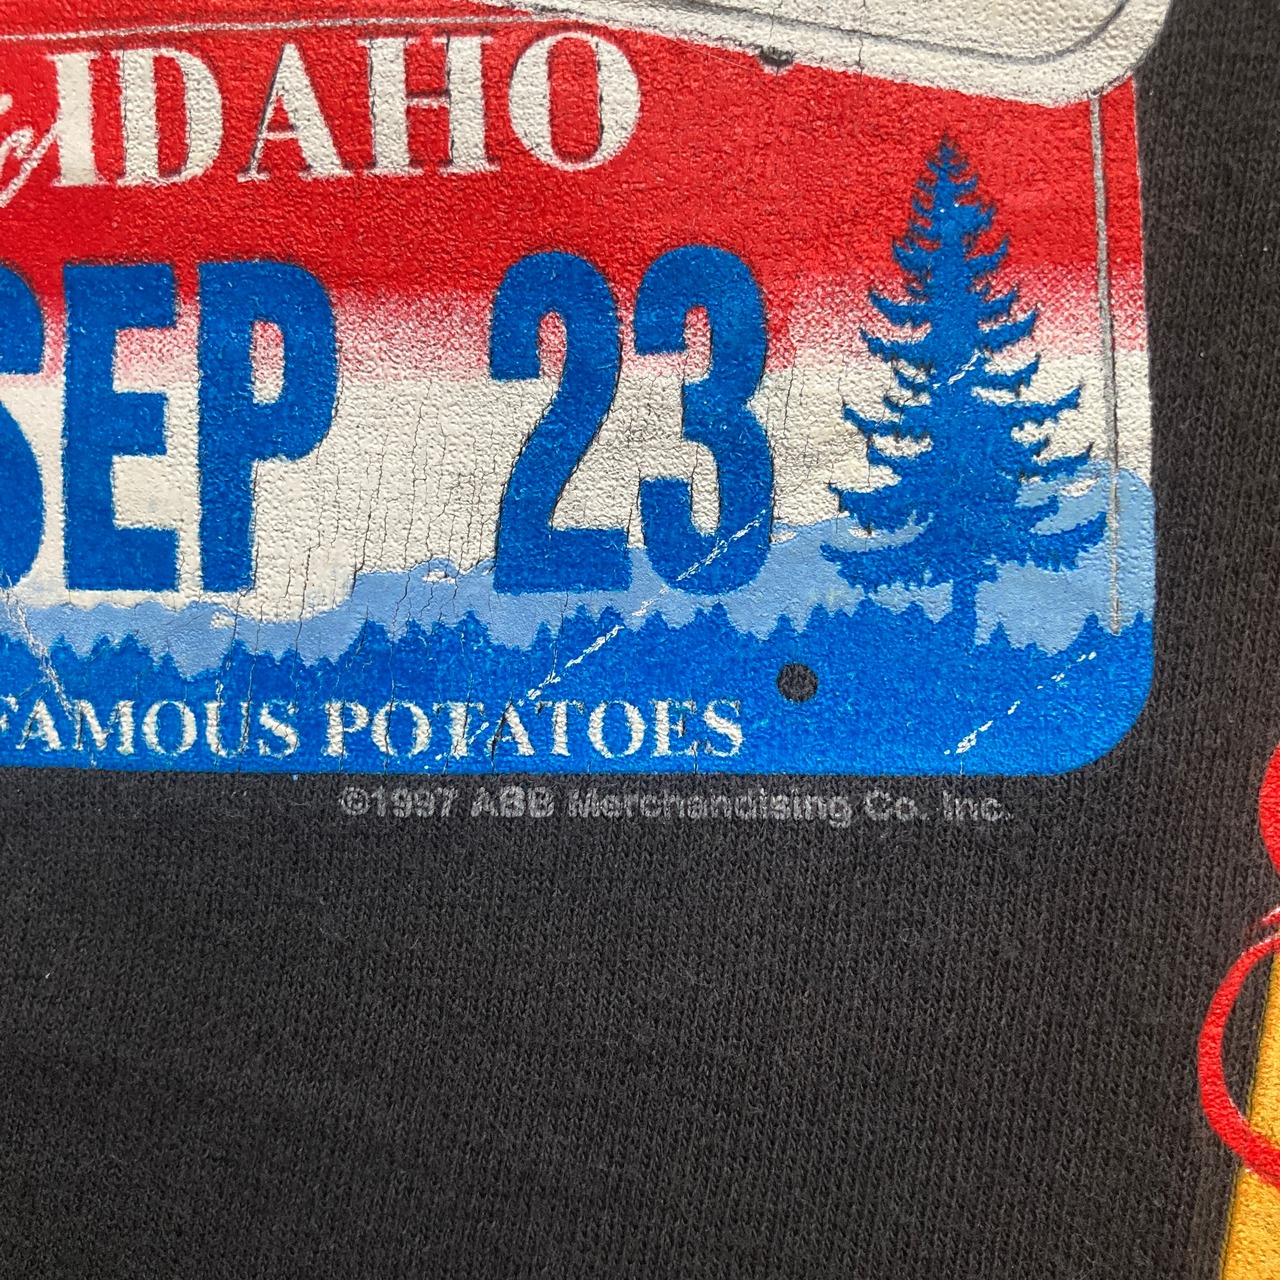 IDAHO
SEP 23
FAMOUS POTATOES
©1997 ABB Merchandising Co. Inc.